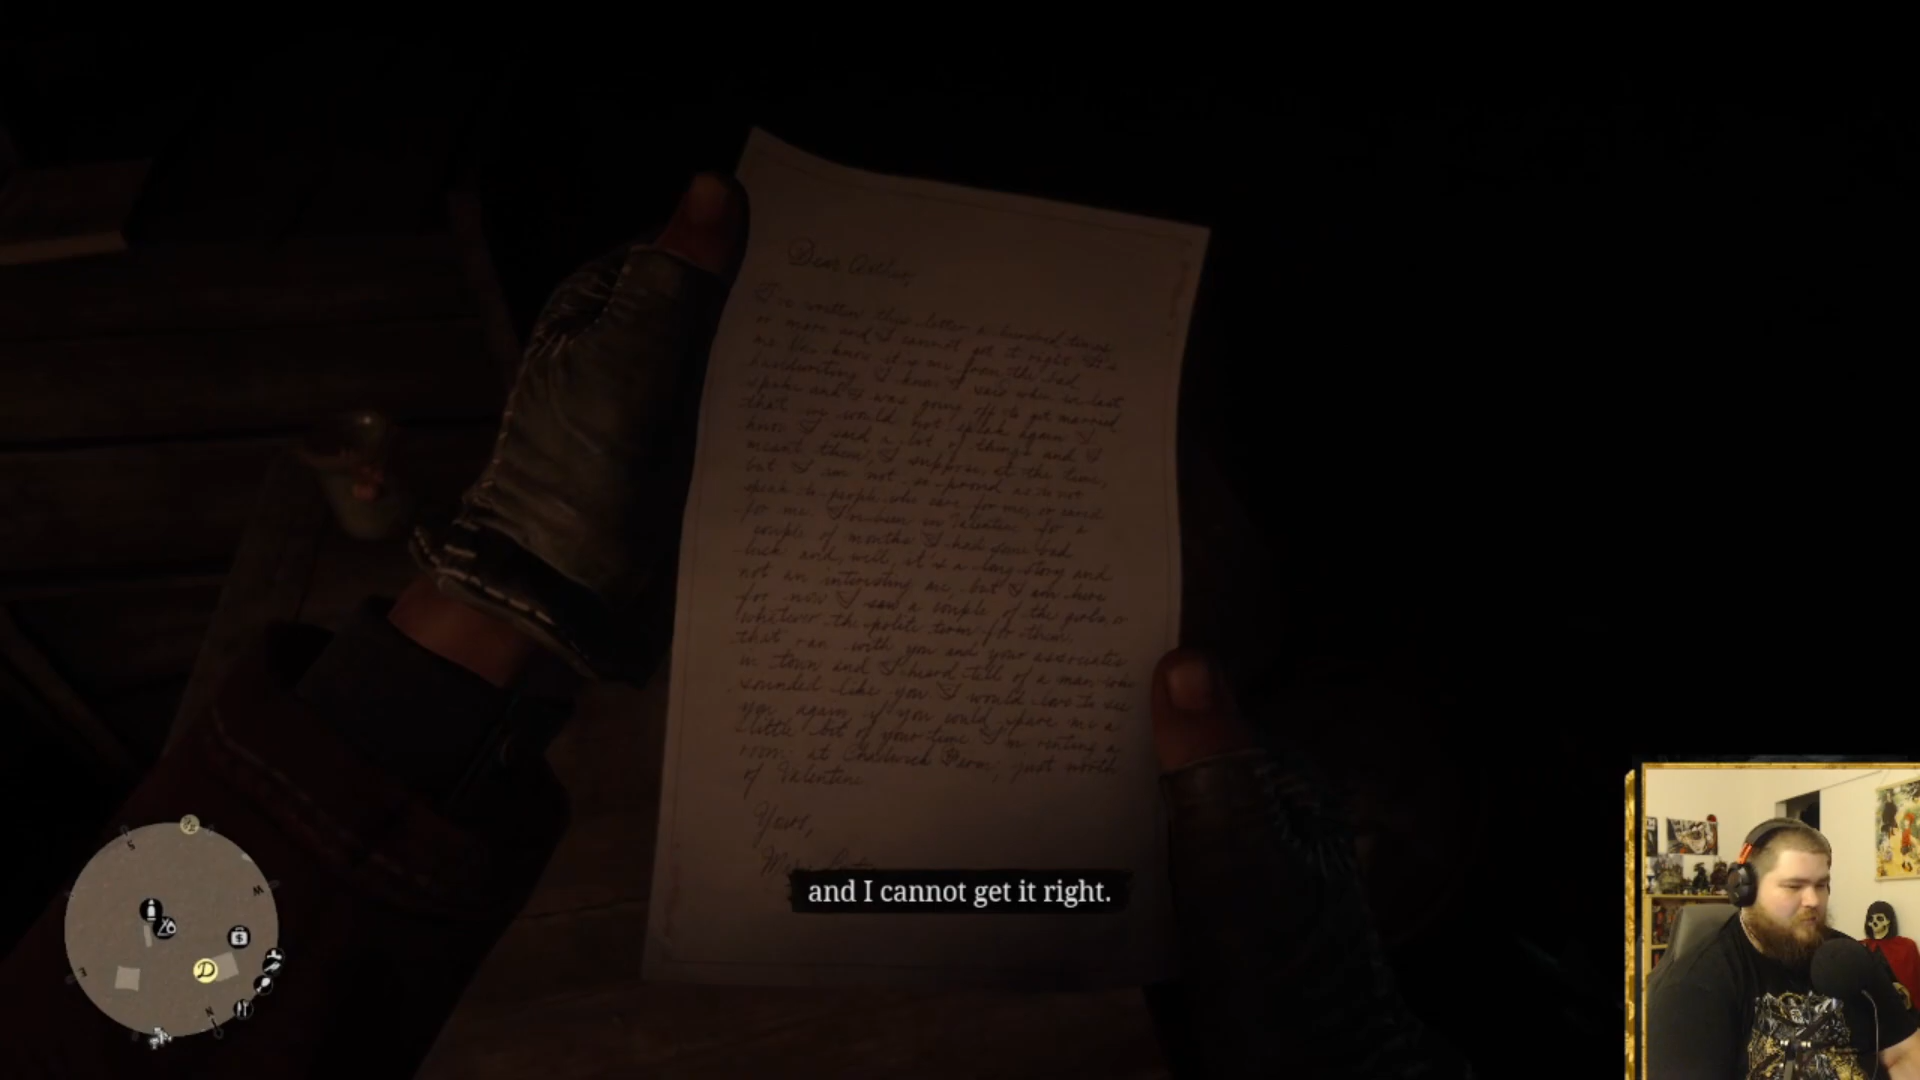 Dear Arthur,
I've written this letter a hundred times
or more and I cannot get it right It's
me You know it is me from the bad
handwriting I know I said when we last
spoke and I was going off to get married
that we would not speak again I
know I said a lot of things and I
meant them, I suppose, at the time,
but I am not so proud as to not
speak to people who care for me, or cared
for me I've been in Valentine for a
couple of months I had some bad
luck and, well, it is a long story and
not an interesting one, but I am here
for now I saw a couple of the girls, or
whatever the polite term for them,
that ran with you and your associates
in town and I heard tell of a man who
sounded like you I would love to see
you again if you could spare me a
little bit of your time I'm renting a
room at Chadwick Farm, just north
of Valentine
Yours,
and I cannot get it right.
D
$
S
W
E
N